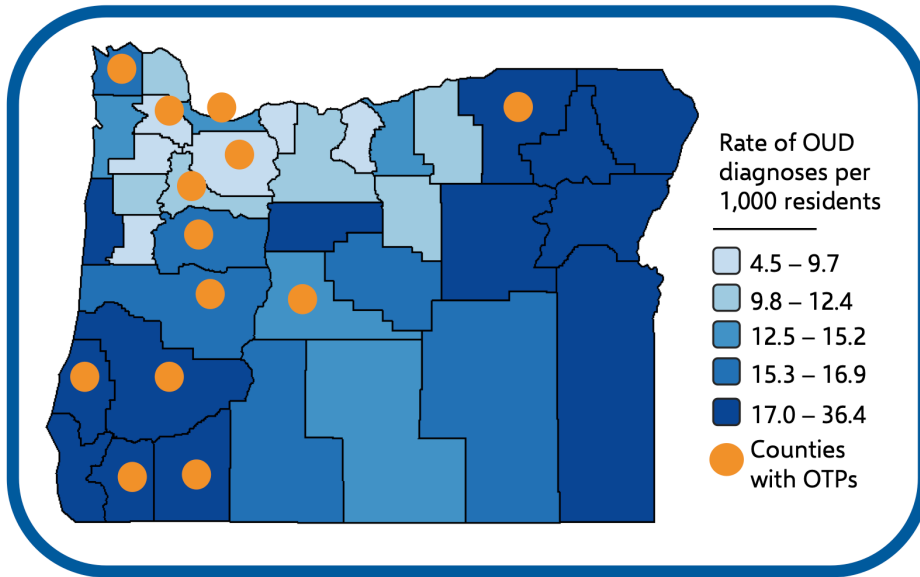 Rate of OUD
diagnoses per
1,000 residents
4.5 – 9.7
9.8 – 12.4
12.5 – 15.2
15.3 – 16.9
17.0 – 36.4
Counties
with OTPs